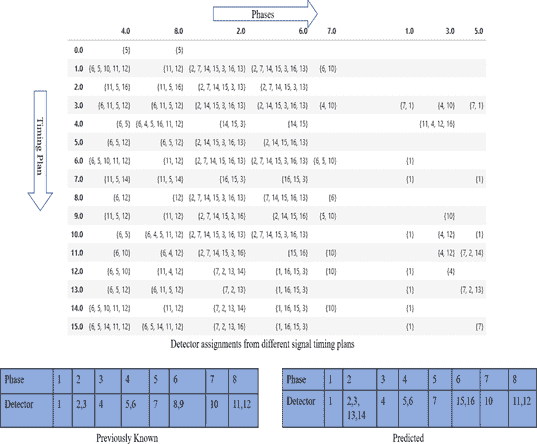 Phases
4.0 8.0 2.0 6.0 7.0 1.0 3.0 5.0
Timing Plan
0.0 {5} {5}
1.0 {6, 5, 10, 11, 12} {11, 12} {2, 7, 14, 15, 3, 16, 13} {2, 7, 14, 15, 3, 16, 13} {6, 10}
2.0 {11, 5, 16} {11, 5, 16} {2, 7, 14, 15, 3, 13} {2, 7, 14, 15, 3, 13}
3.0 {6, 11, 5, 12} {6, 11, 5, 12} {2, 14, 15, 3, 16, 13} {2, 14, 15, 3, 16, 13} {4, 10} {7, 1} {4, 10} {7, 1}
4.0 {6, 5} {6, 4, 5, 16, 11, 12} {14, 15, 3} {14, 15} {11, 4, 12, 16}
5.0 {6, 5, 12} {6, 5, 12} {2, 14, 15, 3, 16, 13} {2, 14, 15, 3, 16, 13}
6.0 {6, 5, 10, 11, 12} {11, 12} {2, 7, 14, 15, 3, 16, 13} {2, 7, 14, 15, 3, 16, 13} {6, 5, 10} {1}
7.0 {11, 5, 14} {11, 5, 14} {16, 15, 3} {16, 15, 3} {1} {1}
8.0 {6, 12} {12} {2, 7, 14, 15, 3, 16, 13} {7, 14, 15, 16, 13} {6}
9.0 {11, 5, 12} {11, 12} {2, 7, 14, 15, 3, 16} {2, 14, 15, 16} {5, 10} {10}
10.0 {6, 5} {6, 4, 5, 11, 12} {2, 7, 14, 15, 3, 16, 13} {2, 7, 14, 15, 3, 16, 13} {1} {4, 12} {1}
11.0 {6, 10} {6, 4, 12} {2, 7, 14, 15, 3, 16} {15, 16} {10} {4, 12} {7, 2, 14}
12.0 {6, 5, 10} {11, 4, 12} {7, 2, 13, 14} {1, 16, 15, 3} {10} {1} {4}
13.0 {6, 5, 12} {6, 11, 5, 12} {7, 2, 13} {1, 16, 15, 3} {7, 2, 13}
14.0 {6, 5, 10, 11, 12} {11, 12} {7, 2, 13, 14} {1, 16, 15, 3} {10} {1}
15.0 {6, 5, 14, 11, 12} {6, 5, 14, 11, 12} {7, 2, 13, 16} {1, 16, 15, 3} {1} {7}
Detector assignments from different signal timing plans
Phase 1 2 3 4 5 6 7 8
Detector 1 2,3 4 5,6 7 8,9 10 11,12
Previously Known
Phase 1 2 3 4 5 6 7 8
Detector 1 2,3, 4 5,6 7 15,16 10 11,12
13,14
Predicted